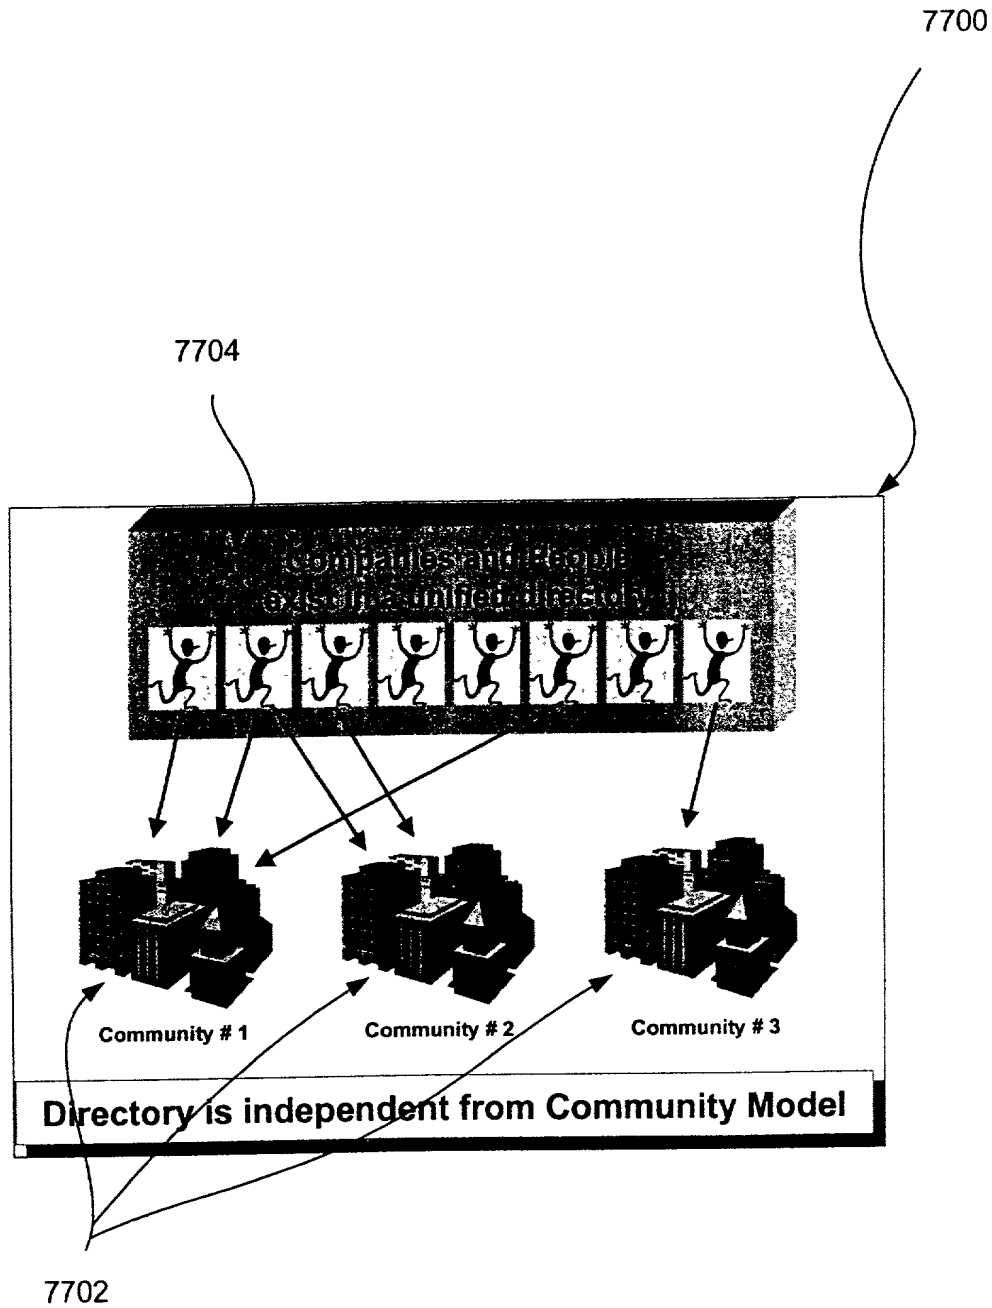 7700
7704
Companies and People
exist in a unified directory
Community # 1
Community # 2
Community # 3
Directory is independent from Community Model
7702